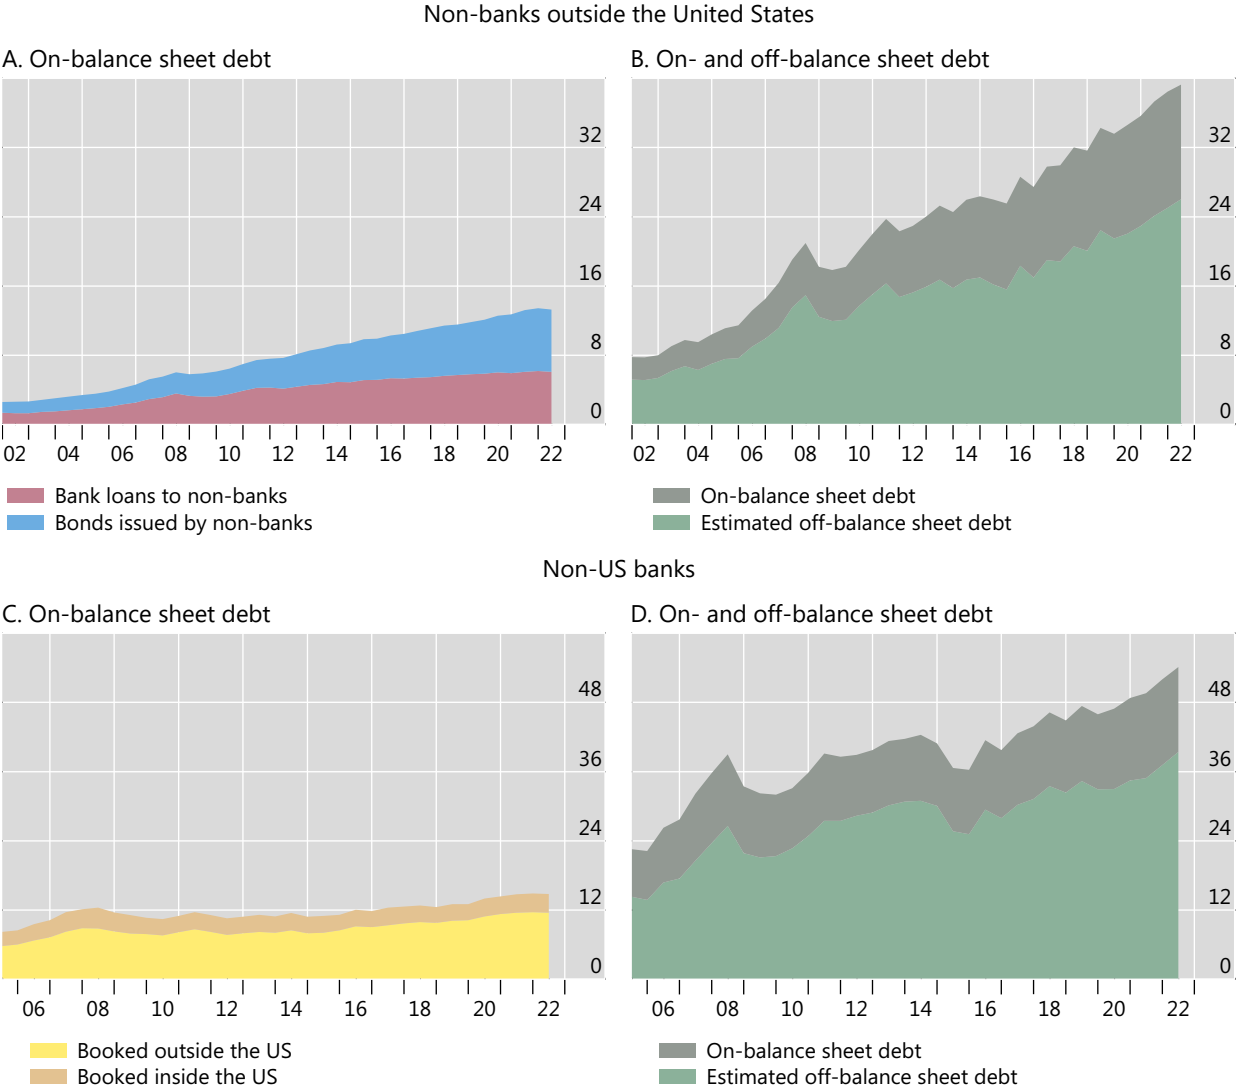 Non-banks outside the United States
A. On-balance sheet debt
32
24
16
8
0
02 04 06 08 10 12 14 16 18 20 22
Bank loans to non-banks
Bonds issued by non-banks
B. On- and off-balance sheet debt
32
24
16
8
0
02 04 06 08 10 12 14 16 18 20 22
On-balance sheet debt
Estimated off-balance sheet debt
Non-US banks
C. On-balance sheet debt
48
36
24
12
0
06 08 10 12 14 16 18 20 22
Booked outside the US
Booked inside the US
D. On- and off-balance sheet debt
48
36
24
12
0
06 08 10 12 14 16 18 20 22
On-balance sheet debt
Estimated off-balance sheet debt